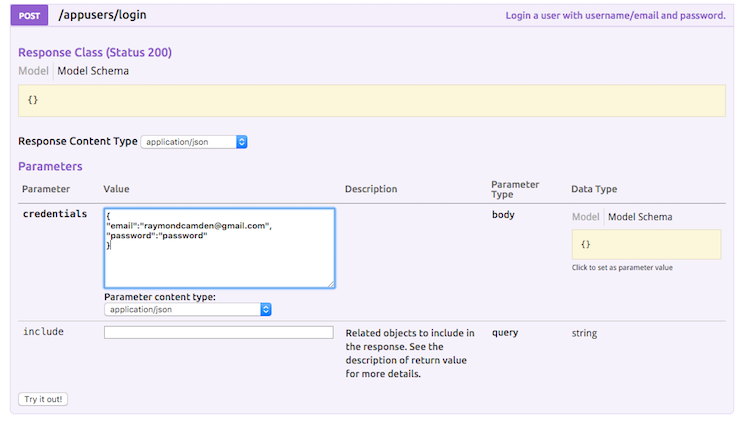 POST /appusers/login Login a user with username/email and password.
Response Class (Status 200)
Model Model Schema
{}
Response Content Type application/json
Parameters
Parameter Value Description Parameter Type Data Type
credentials
{
"email":"raymondcamden@gmail.com",
"password":"password"
}
body
Model Model Schema
{}
Click to set as parameter value
Parameter content type:
application/json
include
Related objects to include in
the response. See the
description of return value
for more details.
query
string
Try it out!